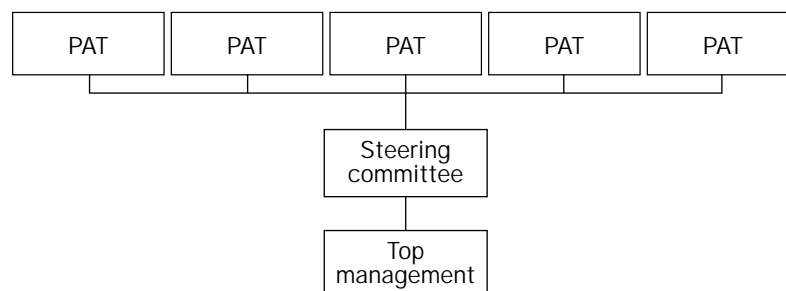 PAT PAT PAT PAT PAT
Steering
committee
Top
management